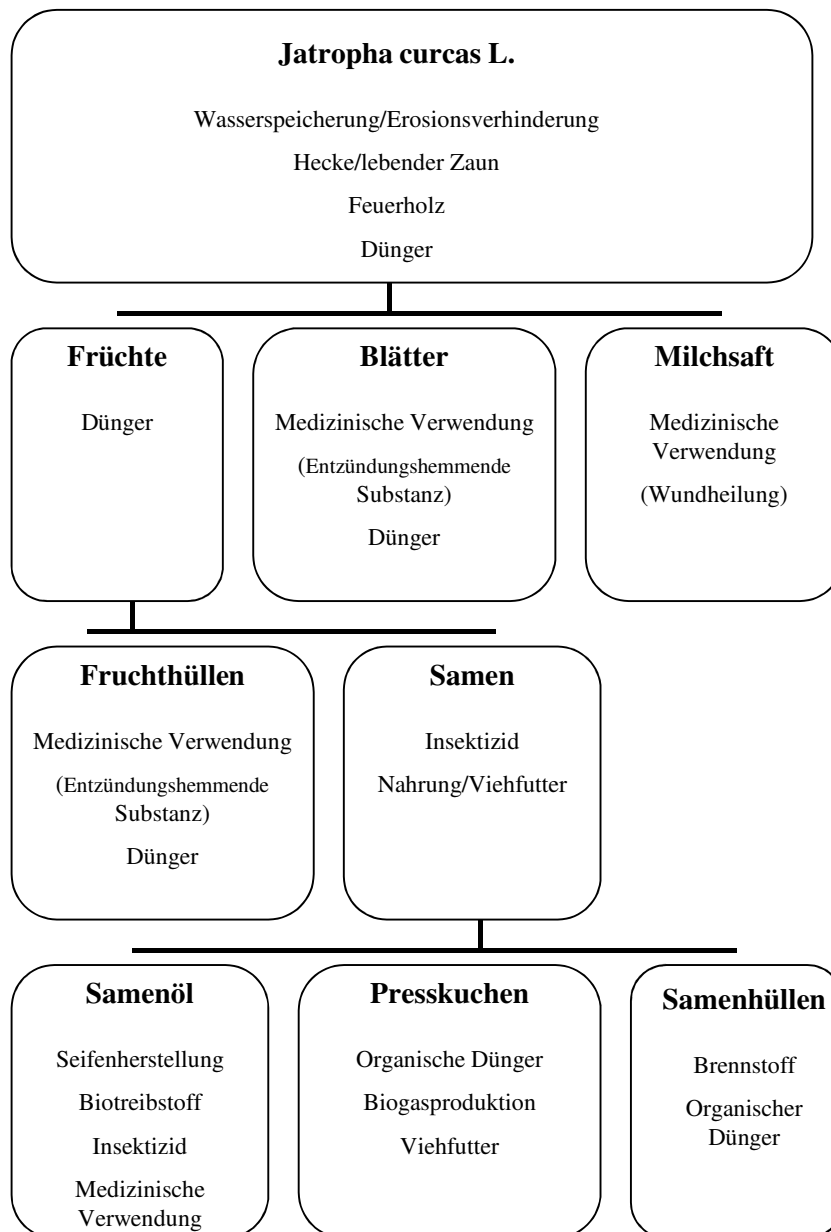 Jatropha curcas L.
Wasserspeicherung/Erosionsverhinderung
Hecke/lebender Zaun
Feuerholz
Dünger
Früchte
Dünger
Blätter
Medizinische Verwendung
(Entzündungshemmende
Substanz)
Dünger
Milchsaft
Medizinische
Verwendung
(Wundheilung)
Fruchthüllen
Medizinische Verwendung
(Entzündungshemmende
Substanz)
Dünger
Samen
Insektizid
Nahrung/Viehfutter
Samenöl
Seifenherstellung
Biotreibstoff
Insektizid
Medizinische
Verwendung
Presskuchen
Organische Dünger
Biogasproduktion
Viehfutter
Samenhüllen
Brennstoff
Organischer
Dünger